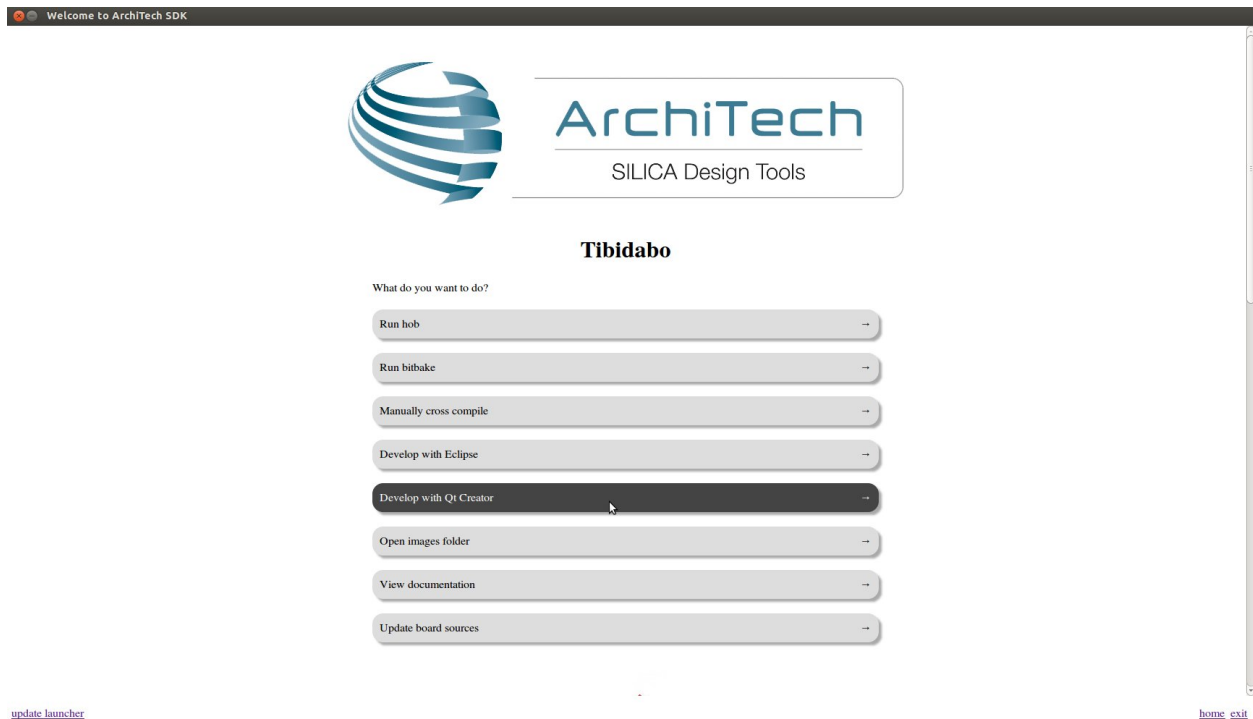 Welcome to ArchiTech SDK
ArchiTech
SILICA Design Tools
Tibidabo
What do you want to do?
Run hob →
Run bitbake →
Manually cross compile →
Develop with Eclipse →
Develop with Qt Creator →
Open images folder →
View documentation →
Update board sources →
update launcher
home exit